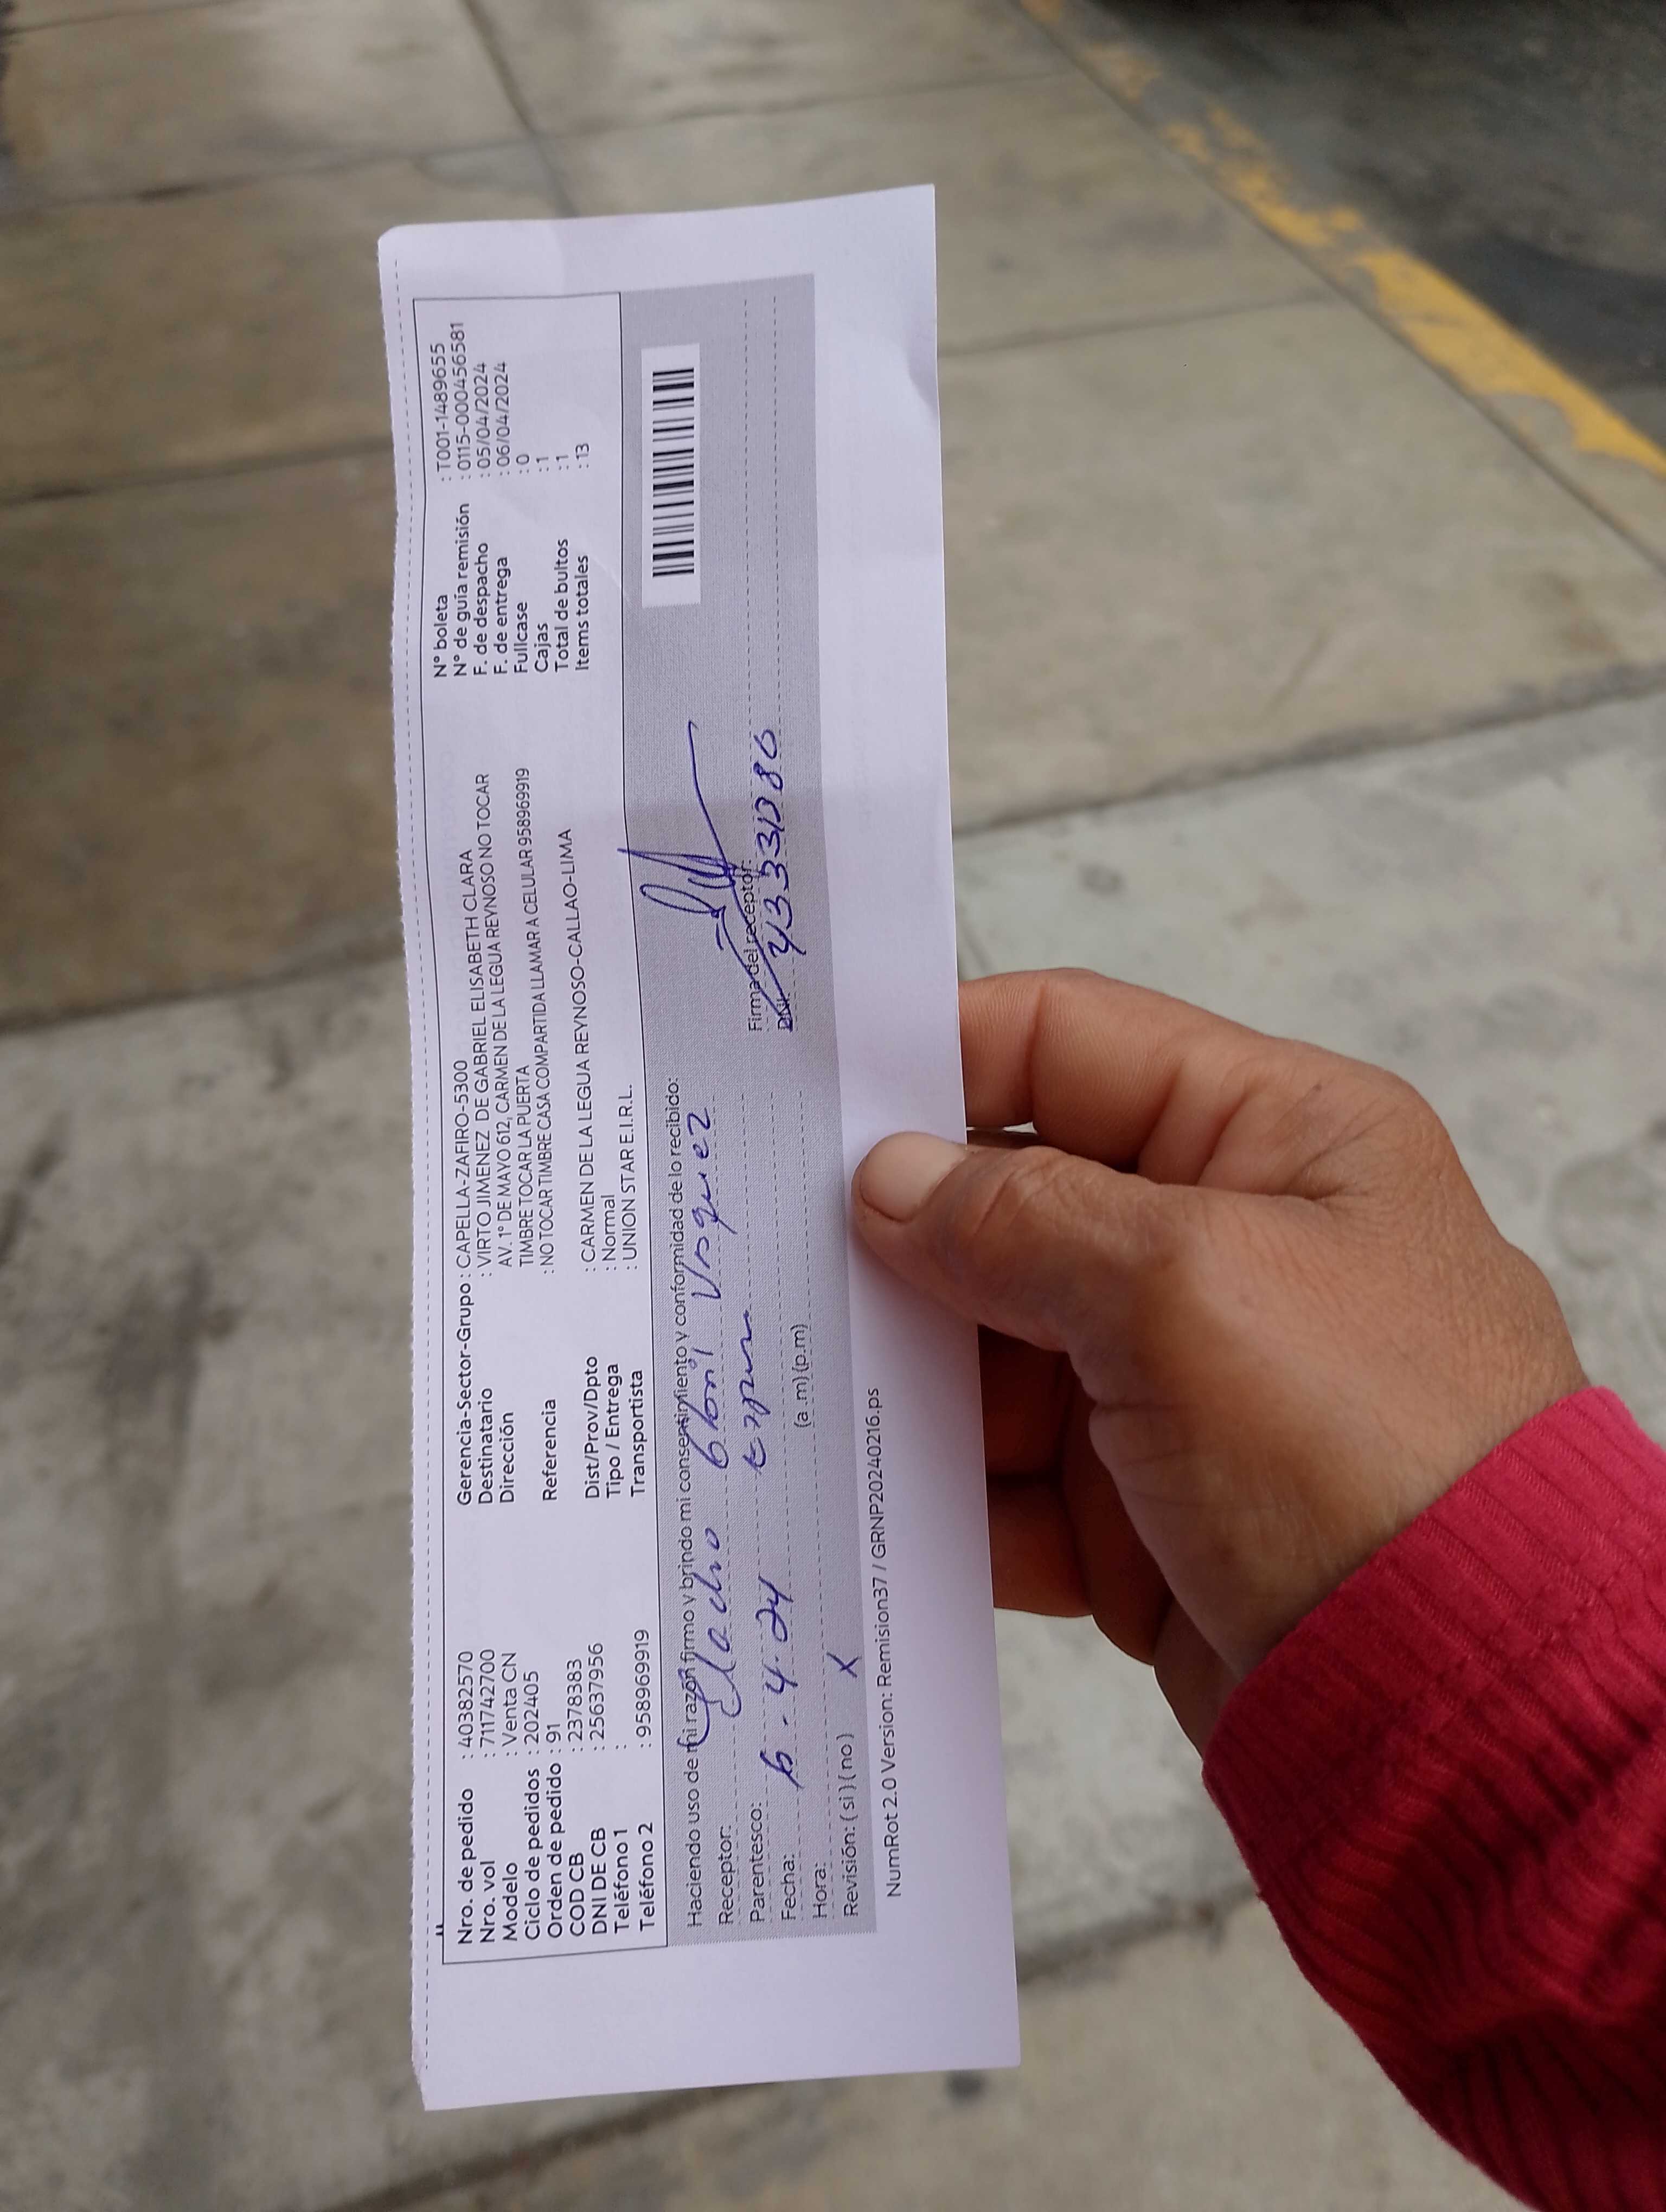 Nro. de pedido : 40382570
Nro. vol : 711742700
Modelo : Venta CN
Ciclo de pedidos : 202405
Orden de pedido : 91
COD CB : 2378383
DNI DE CB : 25637956
Teléfono 1 :
Teléfono 2 : 958969919
Gerencia-Sector-Grupo : CAPELLA-ZAFIRO-5300
Destinatario : VIRTO JIMENEZ DE GABRIEL ELISABETH CLARA
Dirección AV. 1° DE MAYO 612, CARMEN DE LA LEGUA REYNOSO NO TOCAR
TIMBRE TOCAR LA PUERTA
Referencia : NO TOCAR TIMBRE CASA COMPARTIDA LLAMAR A CELULAR 958969919
Dist/Prov/Dpto : CARMEN DE LA LEGUA REYNOSO-CALLAO-LIMA
Tipo / Entrega : Normal
Transportista : UNION STAR E.I.R.L.
N° boleta : T001-1489655
N° de guía remisión : 0115-000456581
F. de despacho : 05/04/2024
F. de entrega : 06/04/2024
Fullcase : 0
Cajas : 1
Total de bultos : 1
Items totales : 13
Haciendo uso de mi razón firmo y brindo mi consentimiento y conformidad de lo recibido:
Receptor: Vasquez
Parentesco:
Fecha: 6-4-24
Hora: (a.m) (p.m)
Revisión: ( si ) ( no ) X
Firma del receptor:
DNI:
NumRot 2.0 Version: Remision37 / GRNP20240216.ps